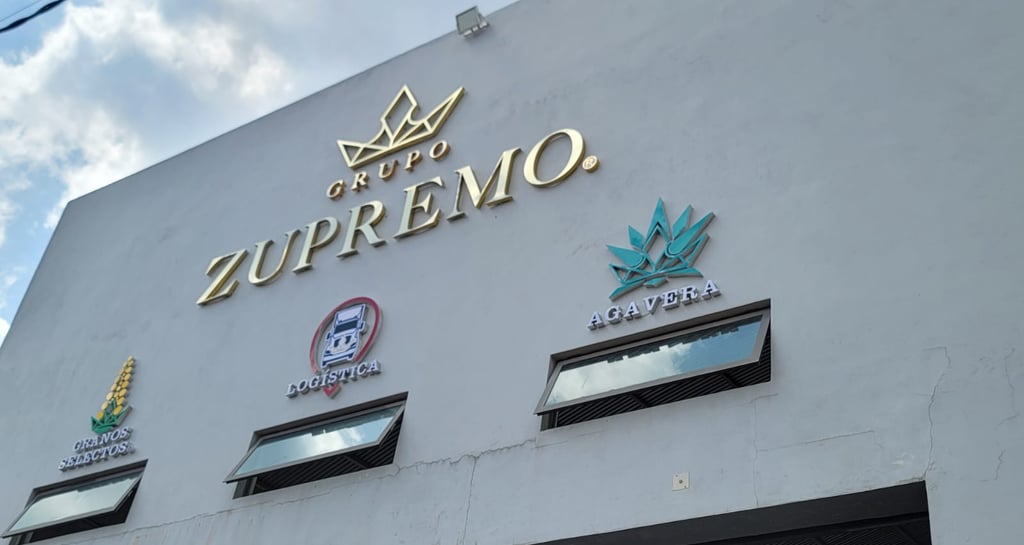 GRUPO
ZUPREMO®
AGAVERA
LOGÍSTICA
GRANOS
SELECTOS